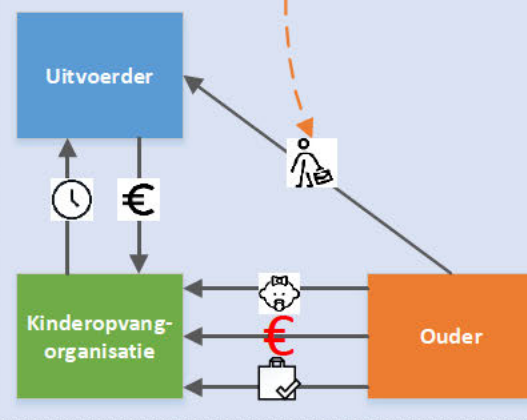 Uitvoerder
€
Kinderopvang-
organisatie
€
Ouder